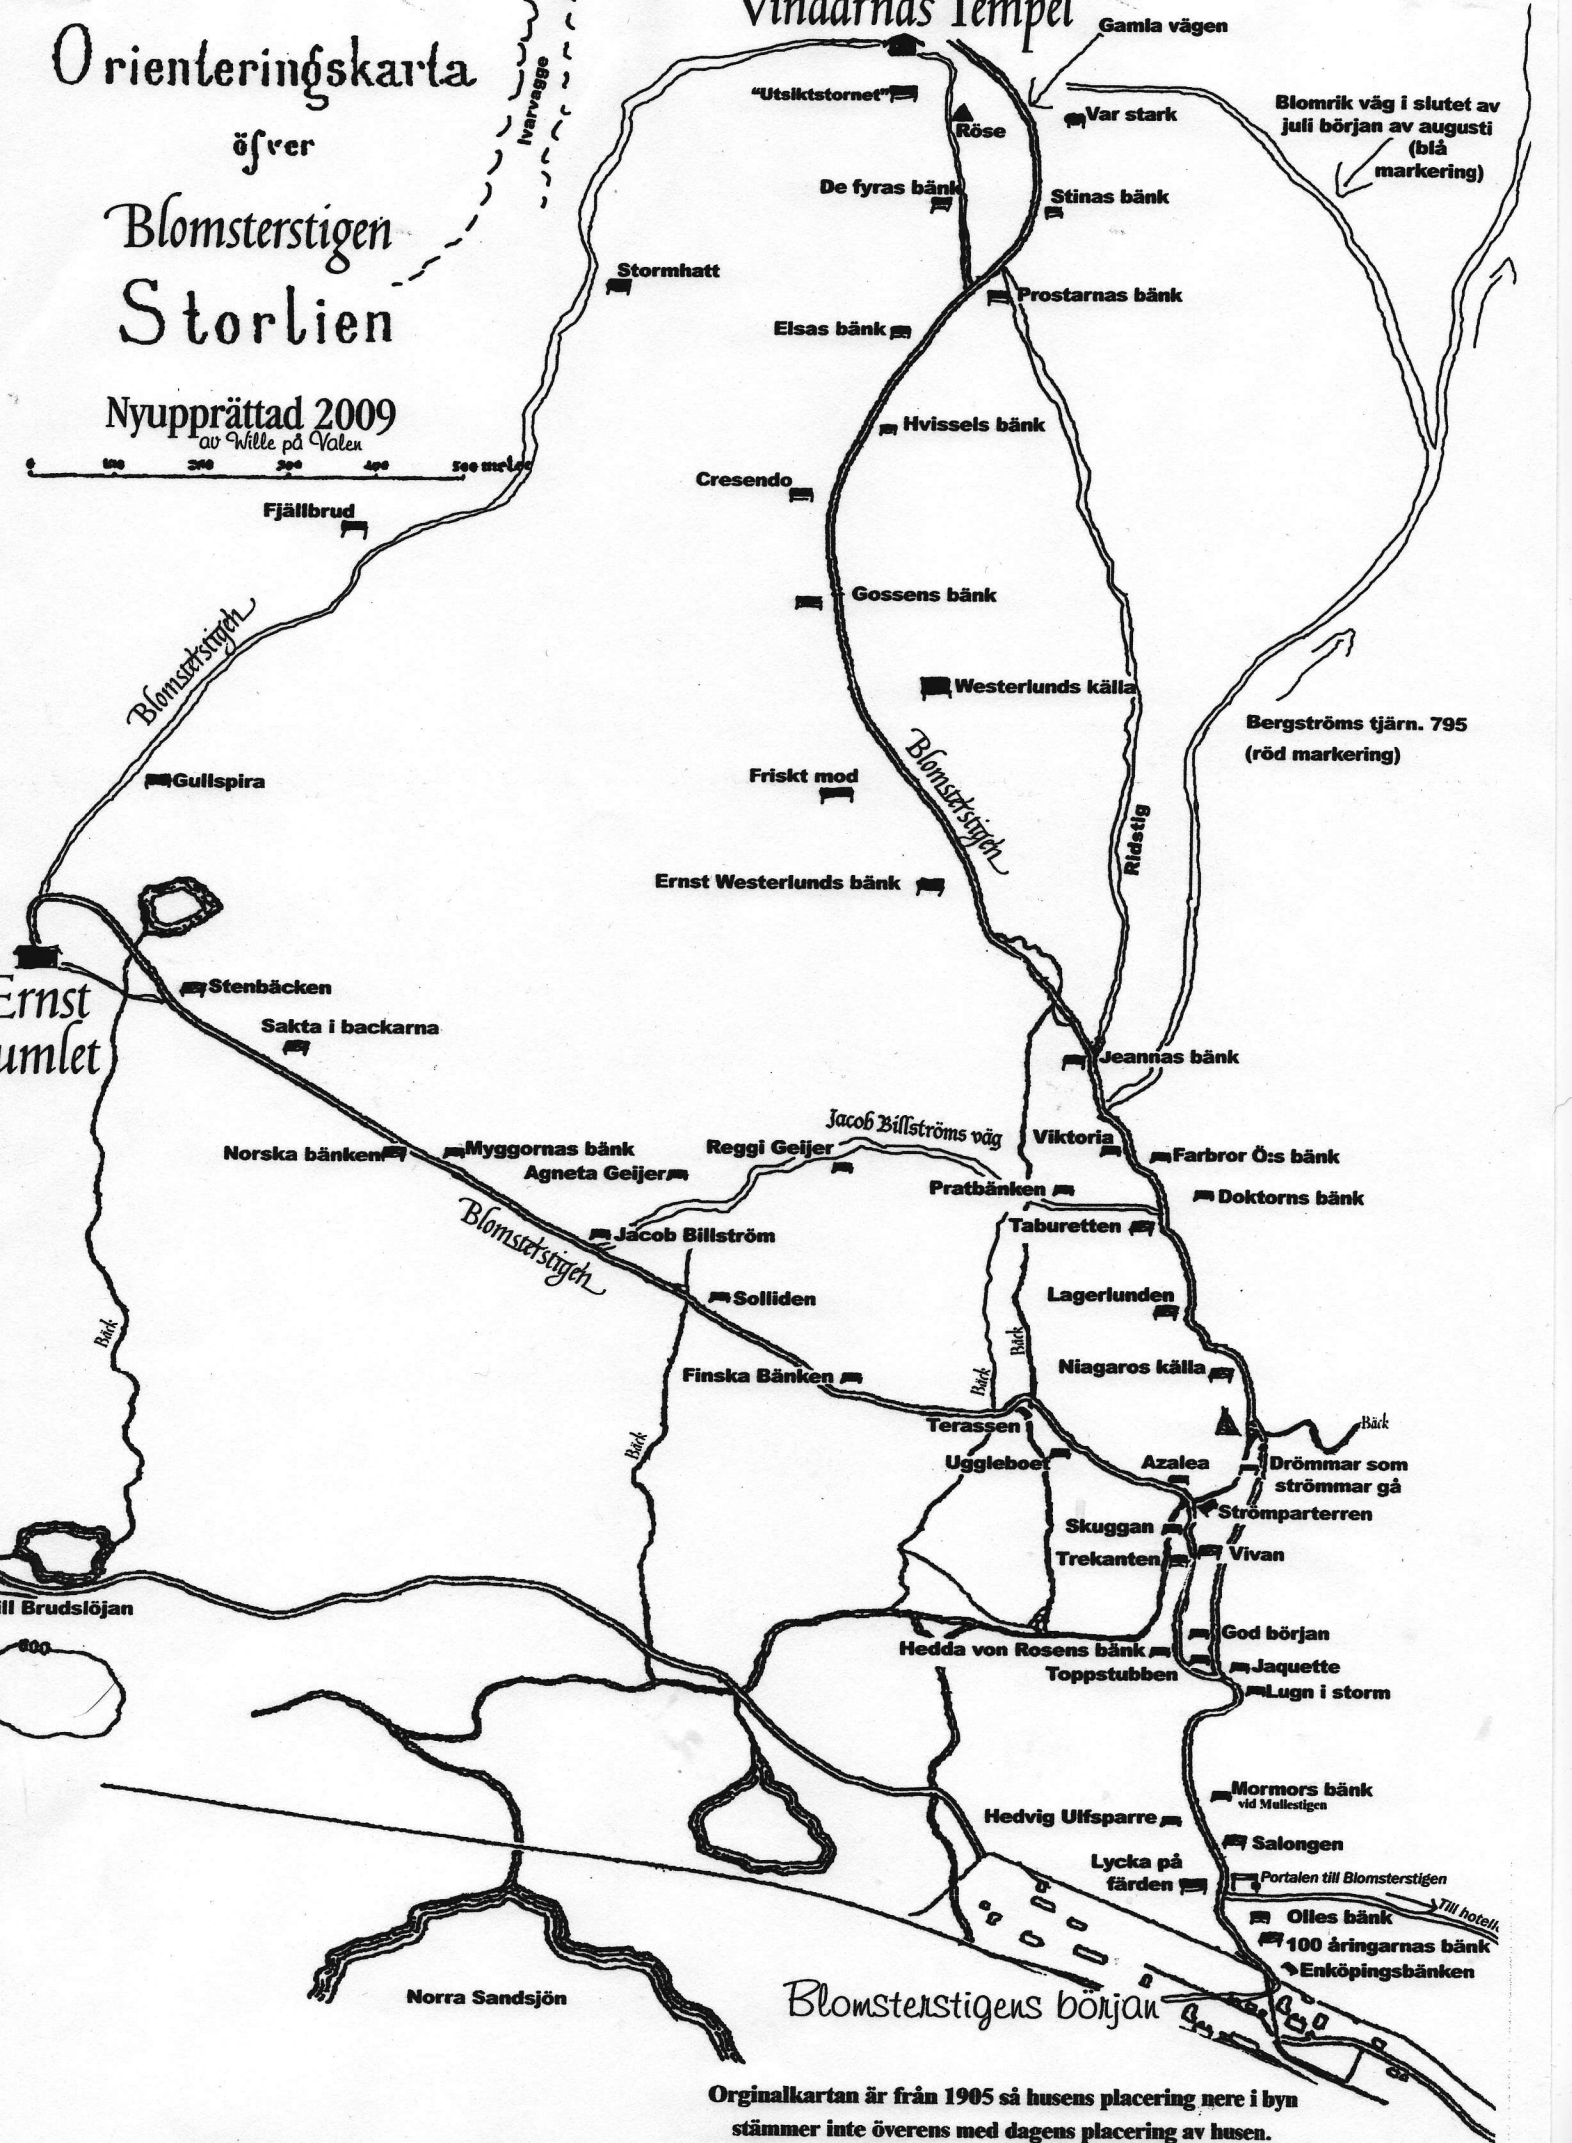 Orienteringskarta
öfver
Blomsterstigen
Storlien
Nyupprättad 2009
av Wille på Valen
0 100 200 300 400 500 meter
Ivarvagge
Vindarnas Tempel
Gamla vägen
"Utsiktstornet"
Röse
Var stark
Blomrik väg i slutet av
juli början av augusti
(blå
markering)
De fyras bänk
Stinas bänk
Stormhatt
Prostarnas bänk
Elsas bänk
Hvissels bänk
Cresendo
Fjällbrud
Gossens bänk
Blomsterstigen
Westerlunds källa
Bergströms tjärn. 795
(röd markering)
Gullspira
Friskt mod
Blomsterstigen
Ridstig
Ernst Westerlunds bänk
Ernst
umlet
Stenbäcken
Sakta i backarna
Jeannas bänk
Jacob Billströms väg
Viktoria
Norska bänken
Myggornas bänk
Reggi Geijer
Farbror Ö:s bänk
Agneta Geijer
Pratbänken
Doktorns bänk
Taburetten
Jacob Billström
Blomsterstigen
Solliden
Lagerlunden
Bäck
Bäck
Bäck
Niagaros källa
Finska Bänken
Terassen
Bäck
Bäck
Uggleboet
Azalea
Drömmar som
strömmar gå
Strömparterren
Skuggan
Trekanten
Vivan
ill Brudslöjan
600
God början
Hedda von Rosens bänk
Toppstubben
Jaquette
Lugn i storm
Mormors bänk
vid Mullestigen
Hedvig Ulfsparre
Salongen
Lycka på
färden
Portalen till Blomsterstigen
Till hotell
Olles bänk
100 åringarnas bänk
Enköpingsbänken
Norra Sandsjön
Blomsterstigens början
Orginalkartan är från 1905 så husens placering nere i byn
stämmer inte överens med dagens placering av husen.